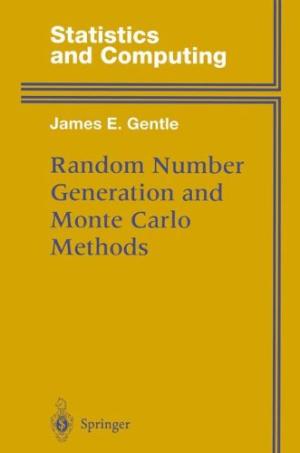 Statistics
and Computing
James E. Gentle
Random Number
Generation and
Monte Carlo
Methods
Springer